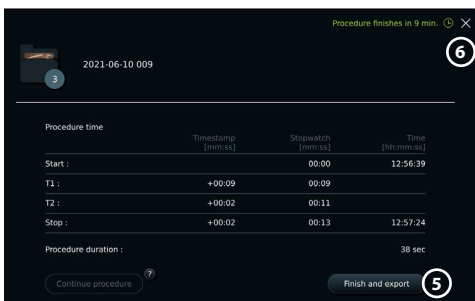 Procedure finishes in 9 min.
6
3
2021-06-10 009
Procedure time
Timestamp [mm:ss] Stopwatch [mm:ss] Time [hh:mm:ss]
Start : 00:00 12:56:39
T1 : +00:09 00:09
T2 : +00:02 00:11
Stop : +00:02 00:13 12:57:24
Procedure duration : 38 sec
Continue procedure ? Finish and export 5